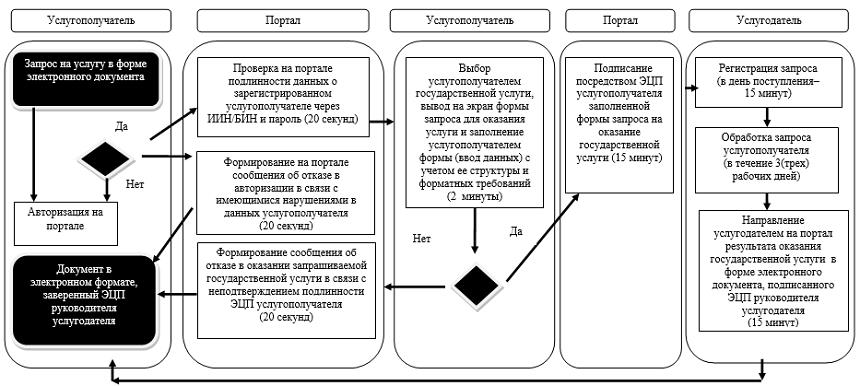 Услугополучатель
Портал
Услугополучатель
Портал
Услугодатель
Запрос на услугу в форме
электронного документа
Да
Нет
Авторизация на
портале
Документ в
электронном формате,
заверенный ЭЦП
руководителя
услугодателя
Проверка на портале
подлинности данных о
зарегистрированном
услугополучателе через
ИИН/БИН и пароль (20 секунд)
Формирование на портале
сообщения об отказе в
авторизации в связи с
имеющимися нарушениями в
данных услугополучателя
(20 секунд)
Формирование сообщения об
отказе в оказании запрашиваемой
государственной услуги в связи с
неподтверждением подлинности
ЭЦП услугополучателя
(20 секунд)
Выбор
услугополучателем
государственной услуги,
вывод на экран формы
запроса для оказания
услуги и заполнение
услугополучателем
формы (ввод данных) с
учетом ее структуры и
форматных требований
(2 минуты)
Нет
Да
Подписание
посредством ЭЦП
услугополучателя
заполненной
формы запроса на
оказание
государственной
услуги (15 минут)
Регистрация запроса
(в день поступления–
15 минут)
Обработка запроса
услугополучателя
(в течение 3(трех)
рабочих дней)
Направление
услугодателем на портал
результата оказания
государственной услуги в
форме электронного
документа, подписанного
ЭЦП руководителя
услугодателя
(15 минут)